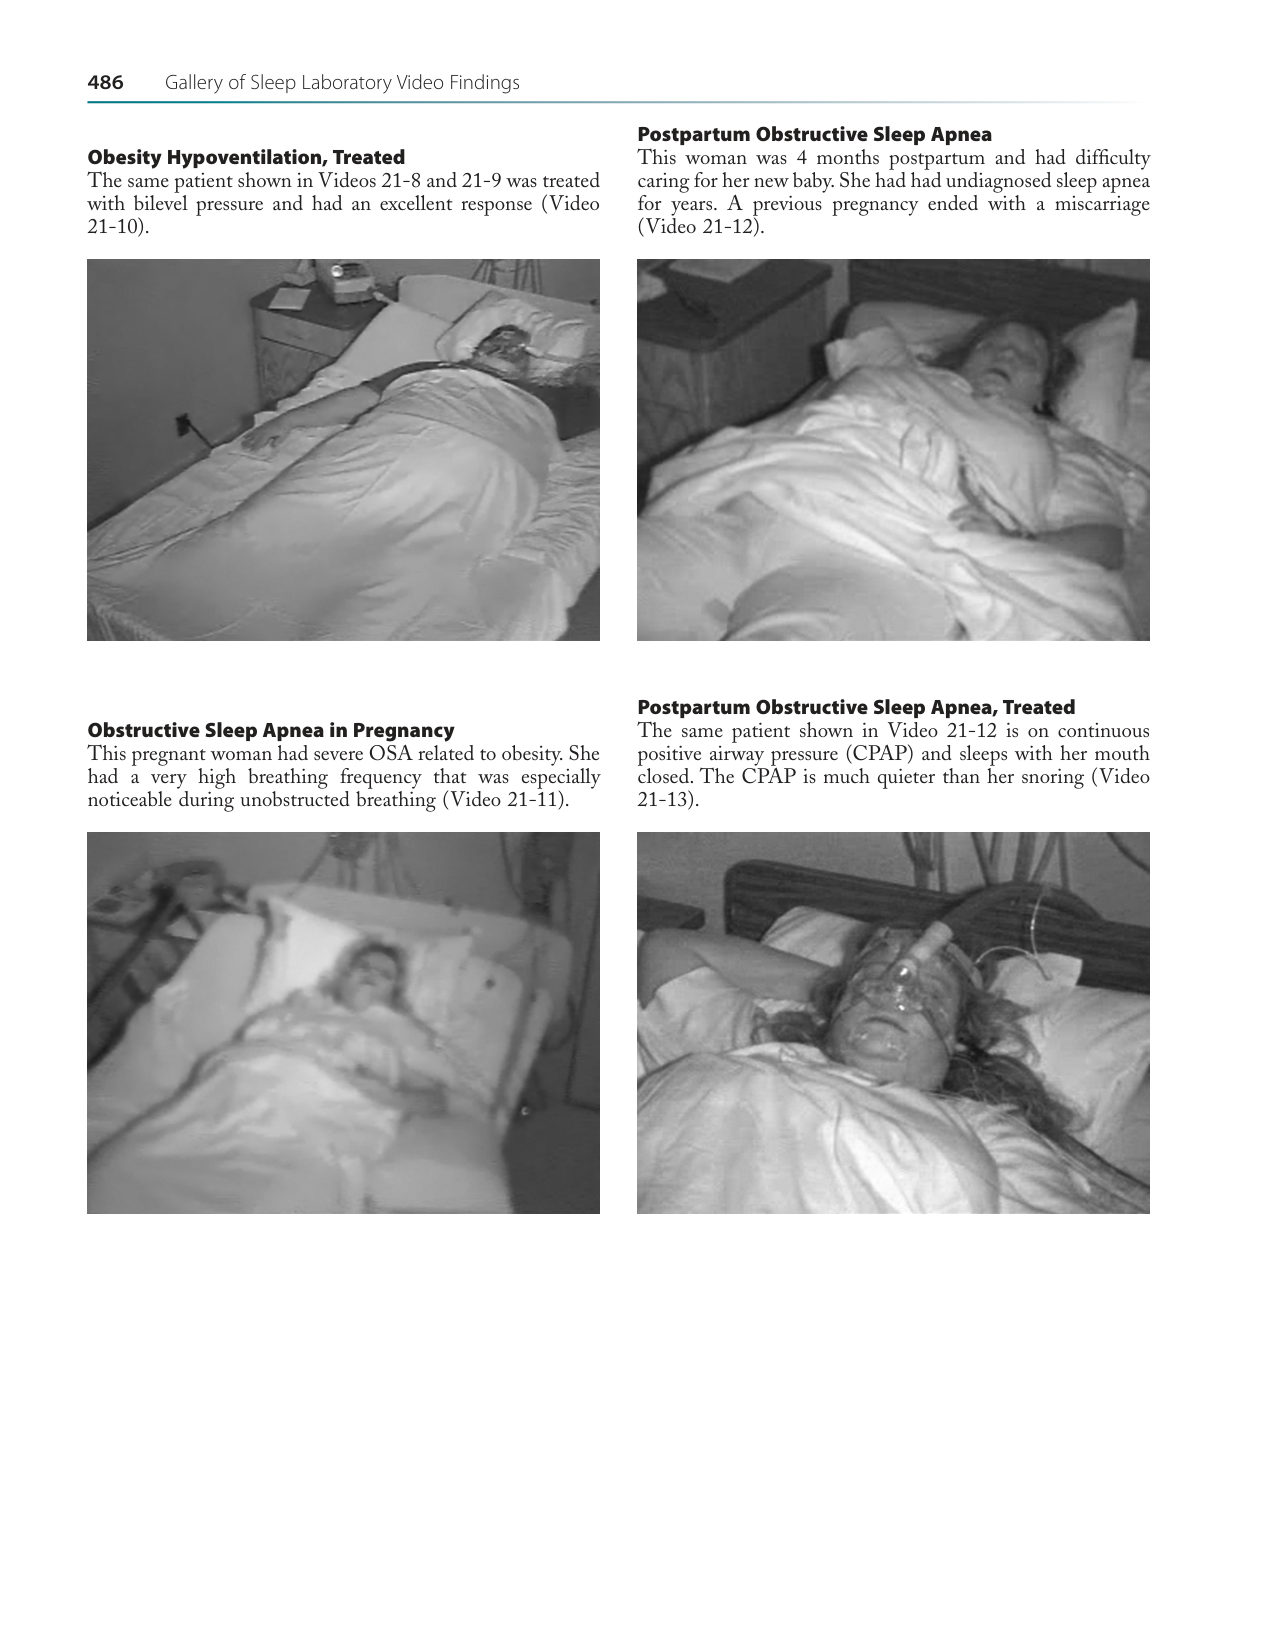 486 Gallery of Sleep Laboratory Video Findings
Obesity Hypoventilation, Treated
The same patient shown in Videos 21-8 and 21-9 was treated
with bilevel pressure and had an excellent response (Video
21-10).
Obstructive Sleep Apnea in Pregnancy
This pregnant woman had severe OSA related to obesity. She
had a very high breathing frequency that was especially
noticeable during unobstructed breathing (Video 21-11).
Postpartum Obstructive Sleep Apnea
This woman was 4 months postpartum and had difficulty
caring for her new baby. She had had undiagnosed sleep apnea
for years. A previous pregnancy ended with a miscarriage
(Video 21-12).
Postpartum Obstructive Sleep Apnea, Treated
The same patient shown in Video 21-12 is on continuous
positive airway pressure (CPAP) and sleeps with her mouth
closed. The CPAP is much quieter than her snoring (Video
21-13).